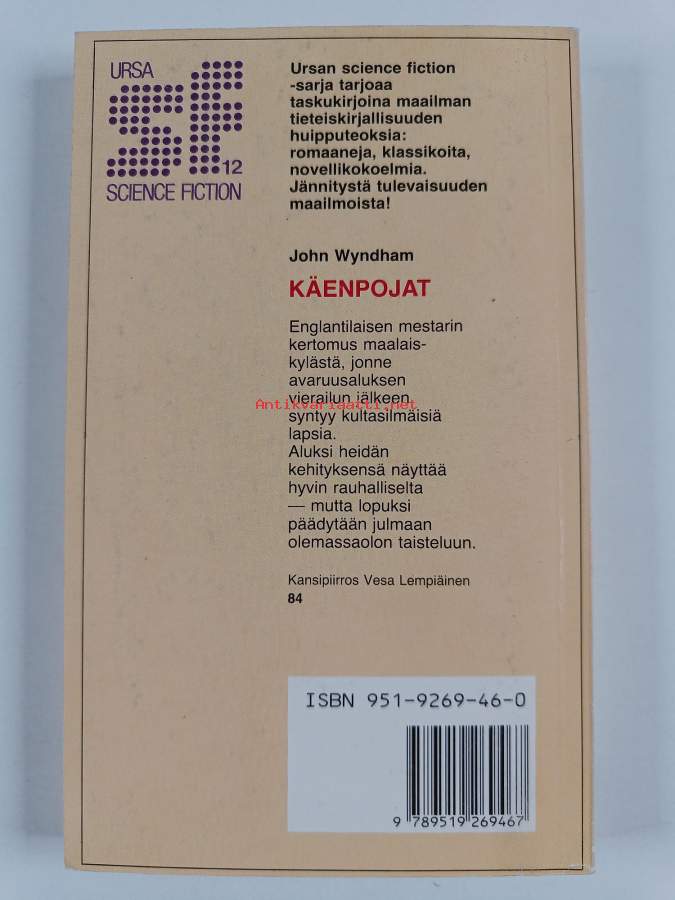 URSA
sf
12
SCIENCE FICTION
Ursan science fiction
-sarja tarjoaa
taskukirjoina maailman
tieteiskirjallisuuden
huipputeoksia:
romaaneja, klassikoita,
novellikokoelmia.
Jännitystä tulevaisuuden
maailmoista!
John Wyndham
KÄENPOJAT
Englantilaisen mestarin
kertomus maalais-
kylästä, jonne
avaruusaluksen
vierailun jälkeen
Antikvariaatti.net
syntyy kultasilmäisiä
lapsia.
Aluksi heidän
kehityksensä näyttää
hyvin rauhalliselta
— mutta lopuksi
päädytään julmaan
olemassaolon taisteluun.
Kansipiirros Vesa Lempiäinen
84
ISBN 951-9269-46-0
9 789519 269467